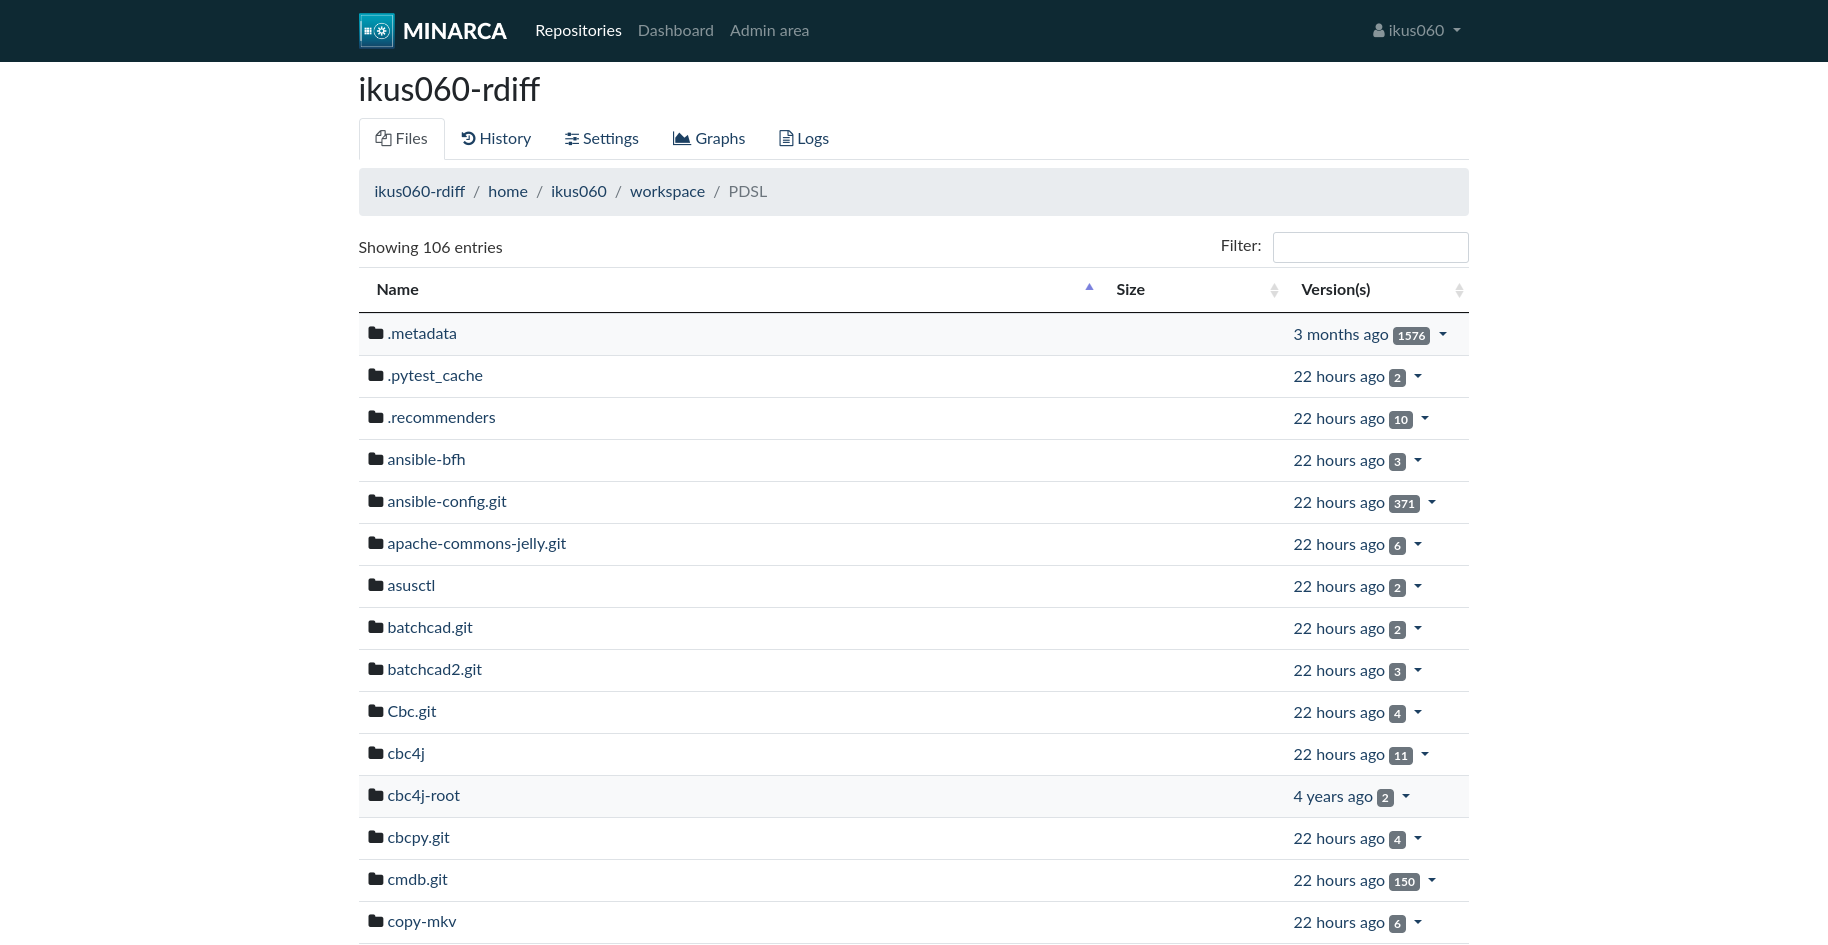 MINARCA Repositories Dashboard Admin area ikus060
ikus060-rdiff
Files History Settings Graphs Logs
ikus060-rdiff / home / ikus060 / workspace / PDSL
Showing 106 entries Filter:
Name Size Version(s)
.metadata 3 months ago 1576
.pytest_cache 22 hours ago 2
.recommenders 22 hours ago 10
ansible-bfh 22 hours ago 3
ansible-config.git 22 hours ago 371
apache-commons-jelly.git 22 hours ago 6
asusctl 22 hours ago 2
batchcad.git 22 hours ago 2
batchcad2.git 22 hours ago 3
Cbc.git 22 hours ago 4
cbc4j 22 hours ago 11
cbc4j-root 4 years ago 2
cbcpy.git 22 hours ago 4
cmdb.git 22 hours ago 150
copy-mkv 22 hours ago 6